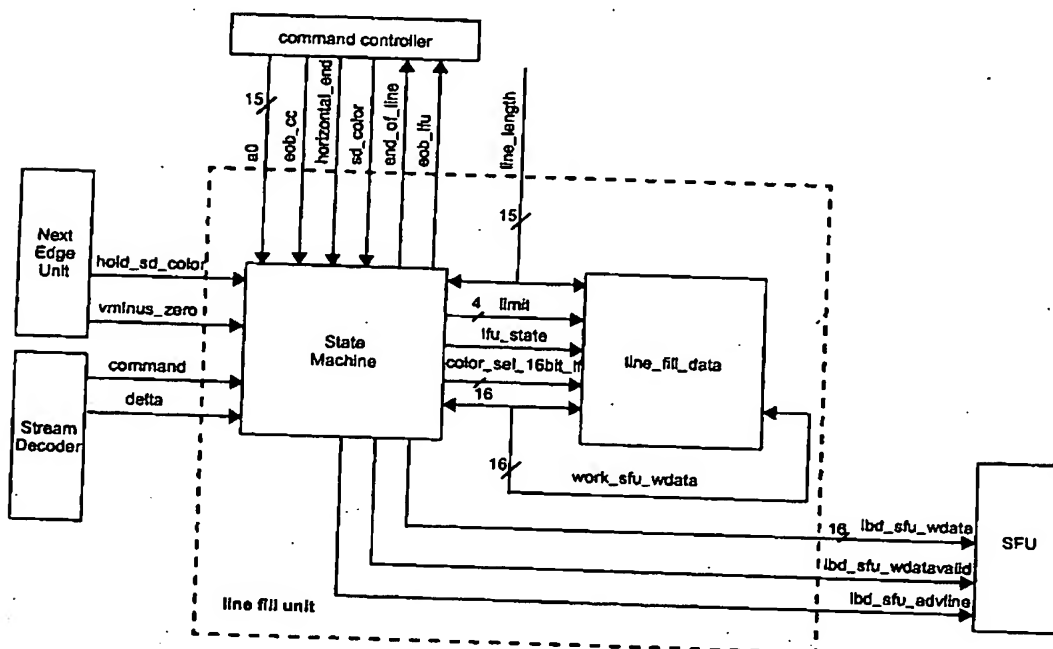 command controller
15
a0
eob_cc
horizontal_end
sd_color
end_of_line
eob_lfu
line_length
15
Next
Edge
Unit
hold_sd_color
vminus_zero
State
Machine
4 limit
lfu_state
color_sel_16bit_lf
16
line_fill_data
Stream
Decoder
command
delta
16
work_sfu_wdata
16 lbd_sfu_wdata
lbd_sfu_wdatavalid
lbd_sfu_advline
SFU
line fill unit